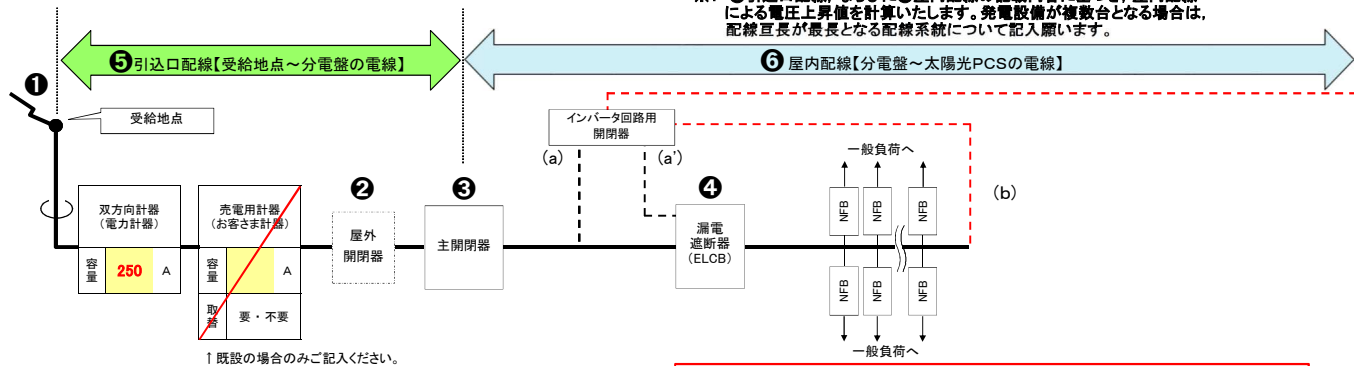 による電圧上昇値を計算いたします。発電設備が複数台となる場合は、
配線亘長が最長となる配線系統について記入願います。
❺引込口配線【受給地点～分電盤の電線】
❻ 屋内配線【分電盤～太陽光PCSの電線】
❶
受給地点
インバータ回路用
開閉器
(a)
(a')
一般負荷へ
(b)
❷
❸
❹
双方向計器
(電力計器)
容量
250
A
売電用計器
(お客さま計器)
容量
A
取替
要・不要
屋外
開閉器
主開閉器
漏電
遮断器
(ELCB)
NFB
NFB
NFB
NFB
NFB
NFB
一般負荷へ
↑既設の場合のみご記入ください。